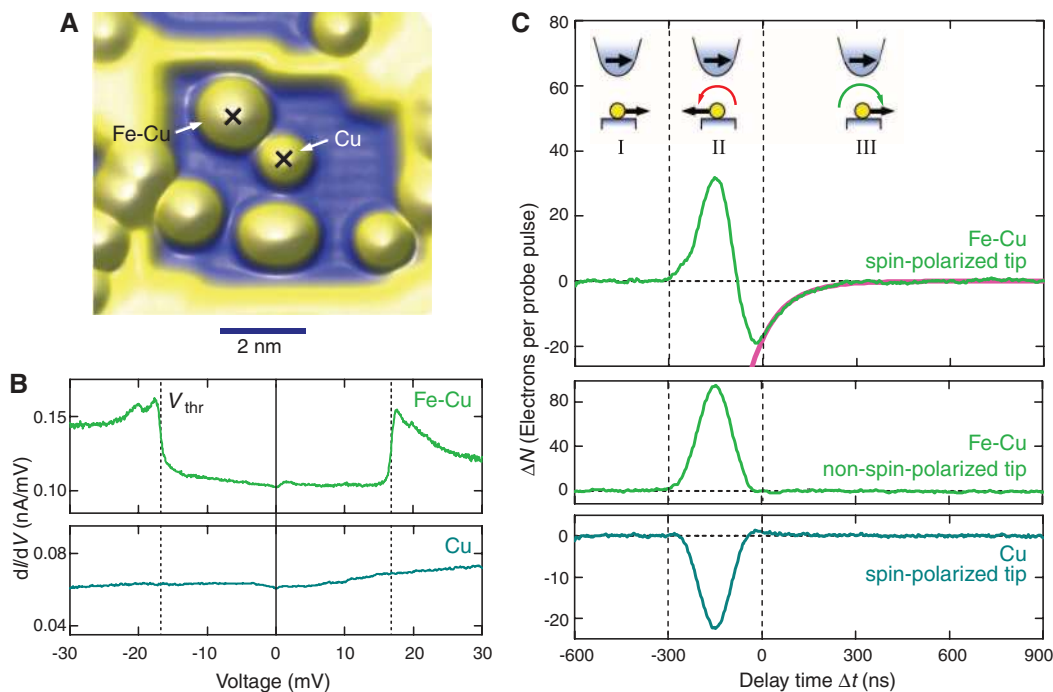 A
Fe-Cu
Cu
2 nm
B
dI/dV (nA/mV)
0.15
0.10
V thr
Fe-Cu
0.08
0.04
Cu
-30
-20
-10
0
10
20
30
Voltage (mV)
C
ΔN (Electrons per probe pulse)
80
60
40
20
0
-20
I
II
III
Fe-Cu
spin-polarized tip
80
40
0
Fe-Cu
non-spin-polarized tip
0
-10
-20
Cu
spin-polarized tip
-600
-300
0
300
600
900
Delay time Δt (ns)